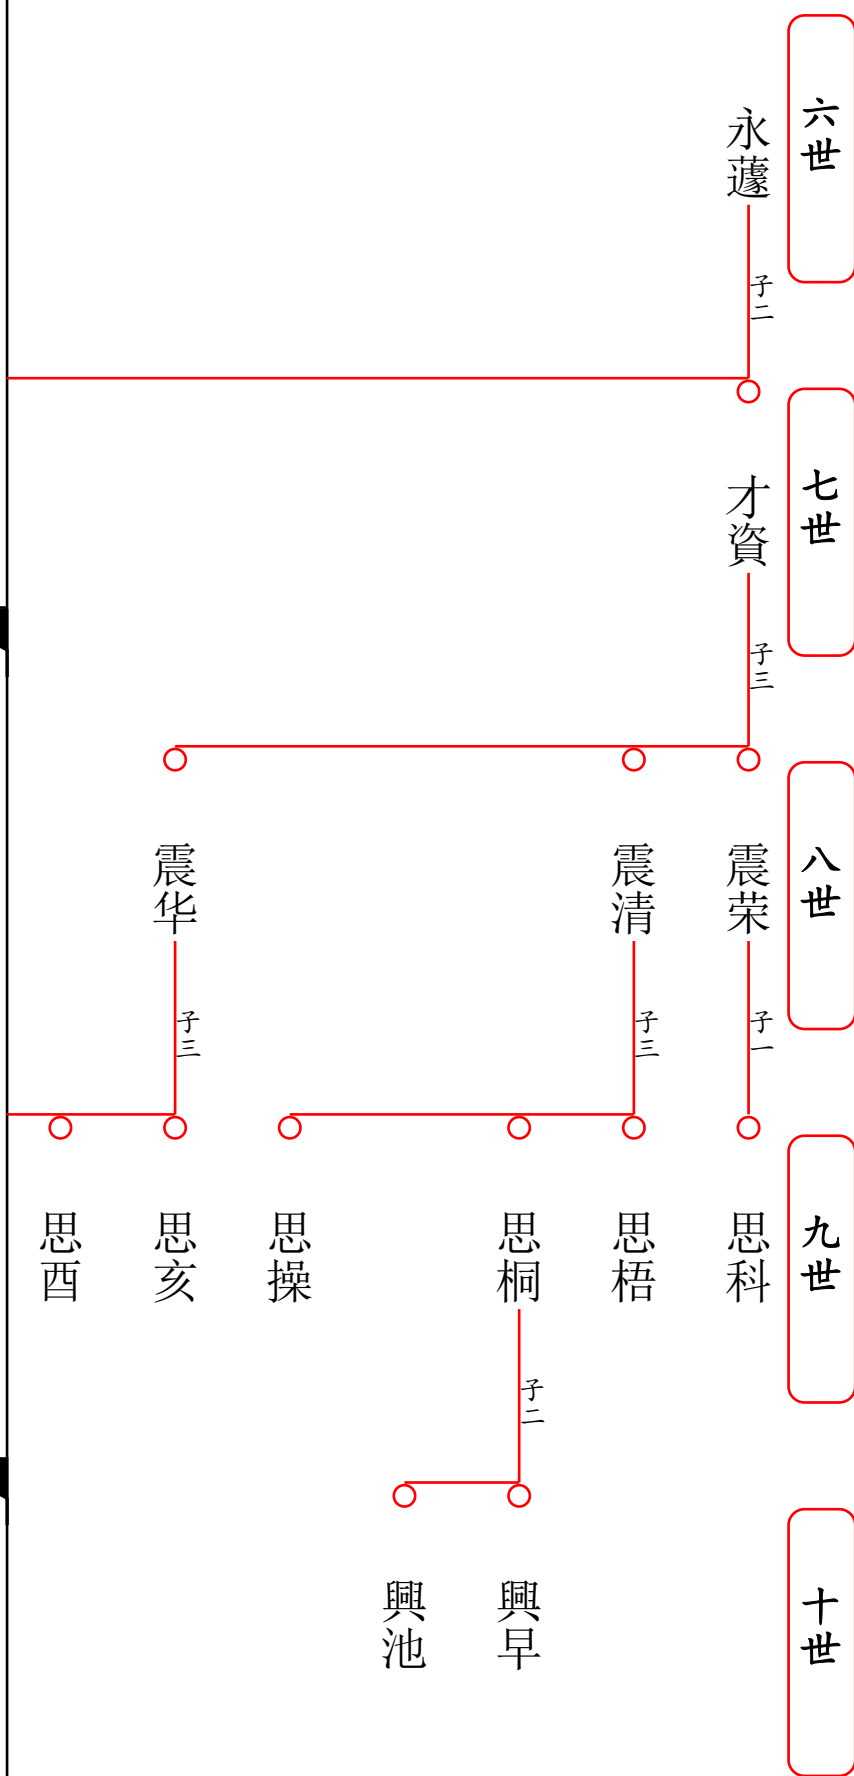 六世
永蘧
子二
七世
才資
子三
八世
震荣
子一
震清
子三
震华
子三
九世
思科
思梧
思桐
子二
思操
思亥
思酉
十世
興早
興池